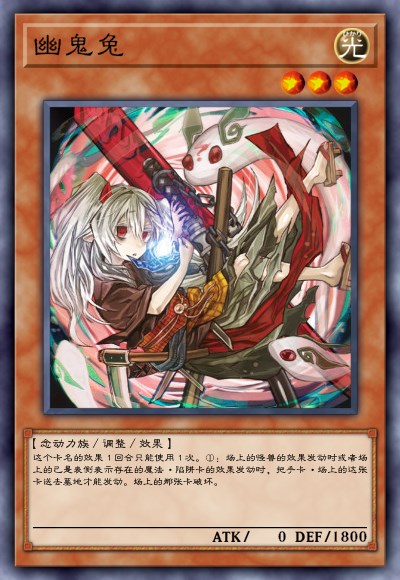 幽鬼兔
光
ひかり
【念动力族/调整/效果】
这个卡名的效果1回合只能使用1次。①:场上的怪兽的效果发动时或者场
上的已是表侧表示存在的魔法·陷阱卡的效果发动时,把手卡·场上的这张
卡送去墓地才能发动。场上的那张卡破坏。
ATK/ 0 DEF/1800